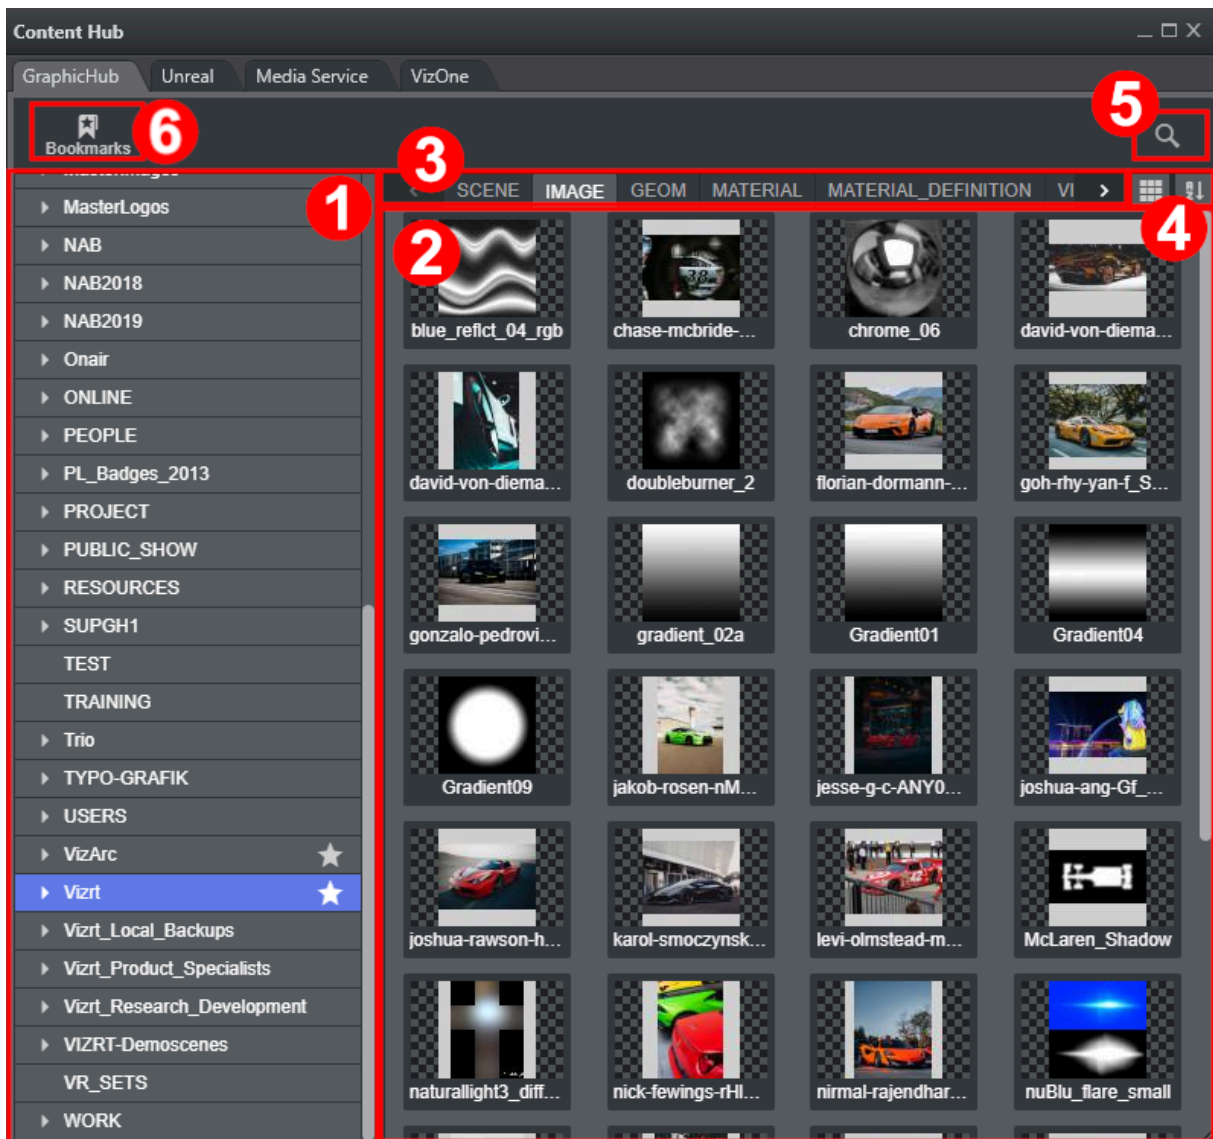 Content Hub
GraphicHub Unreal Media Service VizOne
6
5
Bookmarks
3
1
SCENE IMAGE GEOM MATERIAL MATERIAL_DEFINITION VI
4
2
MasterLogos
NAB
NAB2018
NAB2019
Onair
ONLINE
PEOPLE
PL_Badges_2013
PROJECT
PUBLIC_SHOW
RESOURCES
SUPGH1
TEST
TRAINING
Trio
TYPO-GRAFIK
USERS
VizArc
Vizrt
Vizrt_Local_Backups
Vizrt_Product_Specialists
Vizrt_Research_Development
VIZRT-Demoscenes
VR_SETS
WORK
blue_reflct_04_rgb chase-mcbride-... chrome_06 david-von-diema...
david-von-diema... doubleburner_2 florian-dormann-... goh-rhy-yan-f_S...
gonzalo-pedrovi... gradient_02a Gradient01 Gradient04
Gradient09 jakob-rosen-nM... jesse-g-c-ANY0... joshua-ang-Gf_...
joshua-rawson-h... karol-smoczynsk... levi-olmstead-m... McLaren_Shadow
naturallight3_diff... nick-fewings-rHI... nirmal-rajendhar... nuBlu_flare_small